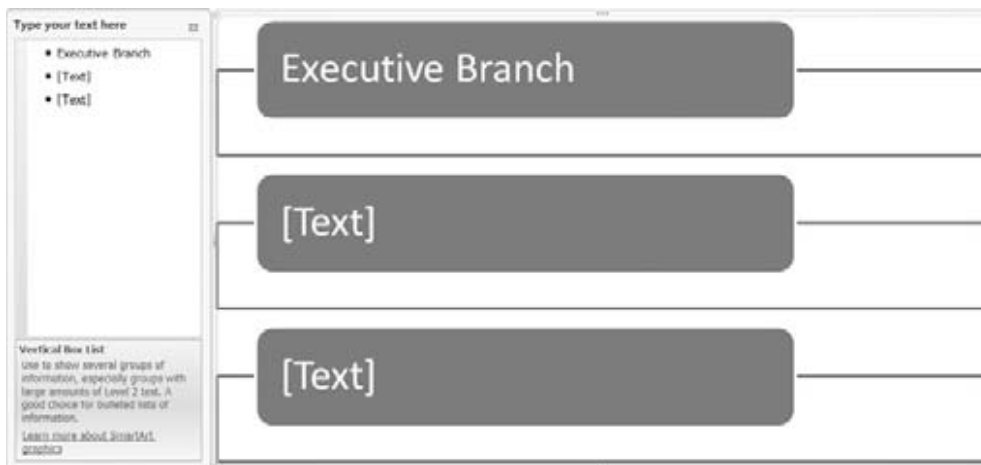 Type your text here
• Executive Branch
• [Text]
• [Text]
Vertical Box List
Use to show several groups of
information, especially groups with
large amounts of Level 2 text. A
good choice for bulleted lists of
information.
Learn more about SmartArt
graphics
Executive Branch
[Text]
[Text]